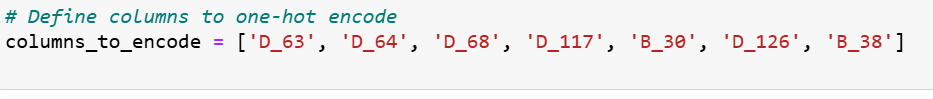 # Define columns to one-hot encode
columns_to_encode = ['D_63', 'D_64', 'D_68', 'D_117', 'B_30', 'D_126', 'B_38']